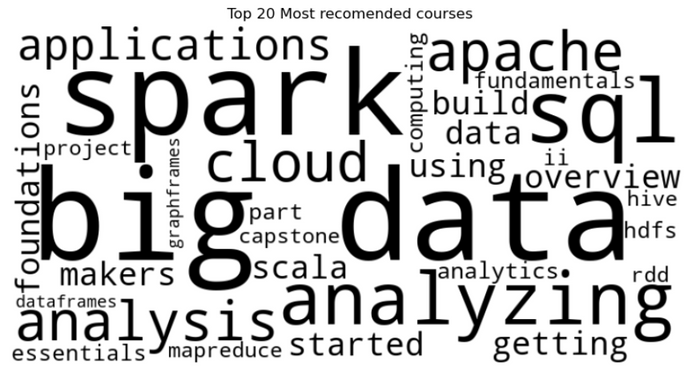 Top 20 Most recomended courses
applications
spark
computing
apache
fundamentals
build
sql
data
foundations
project
graphframes
cloud
using
ii
overview
big data
part
capstone
hive
hdfs
makers
scala
analytics
rdd
dataframes
analysis
analyzing
essentials
mapreduce
started
getting